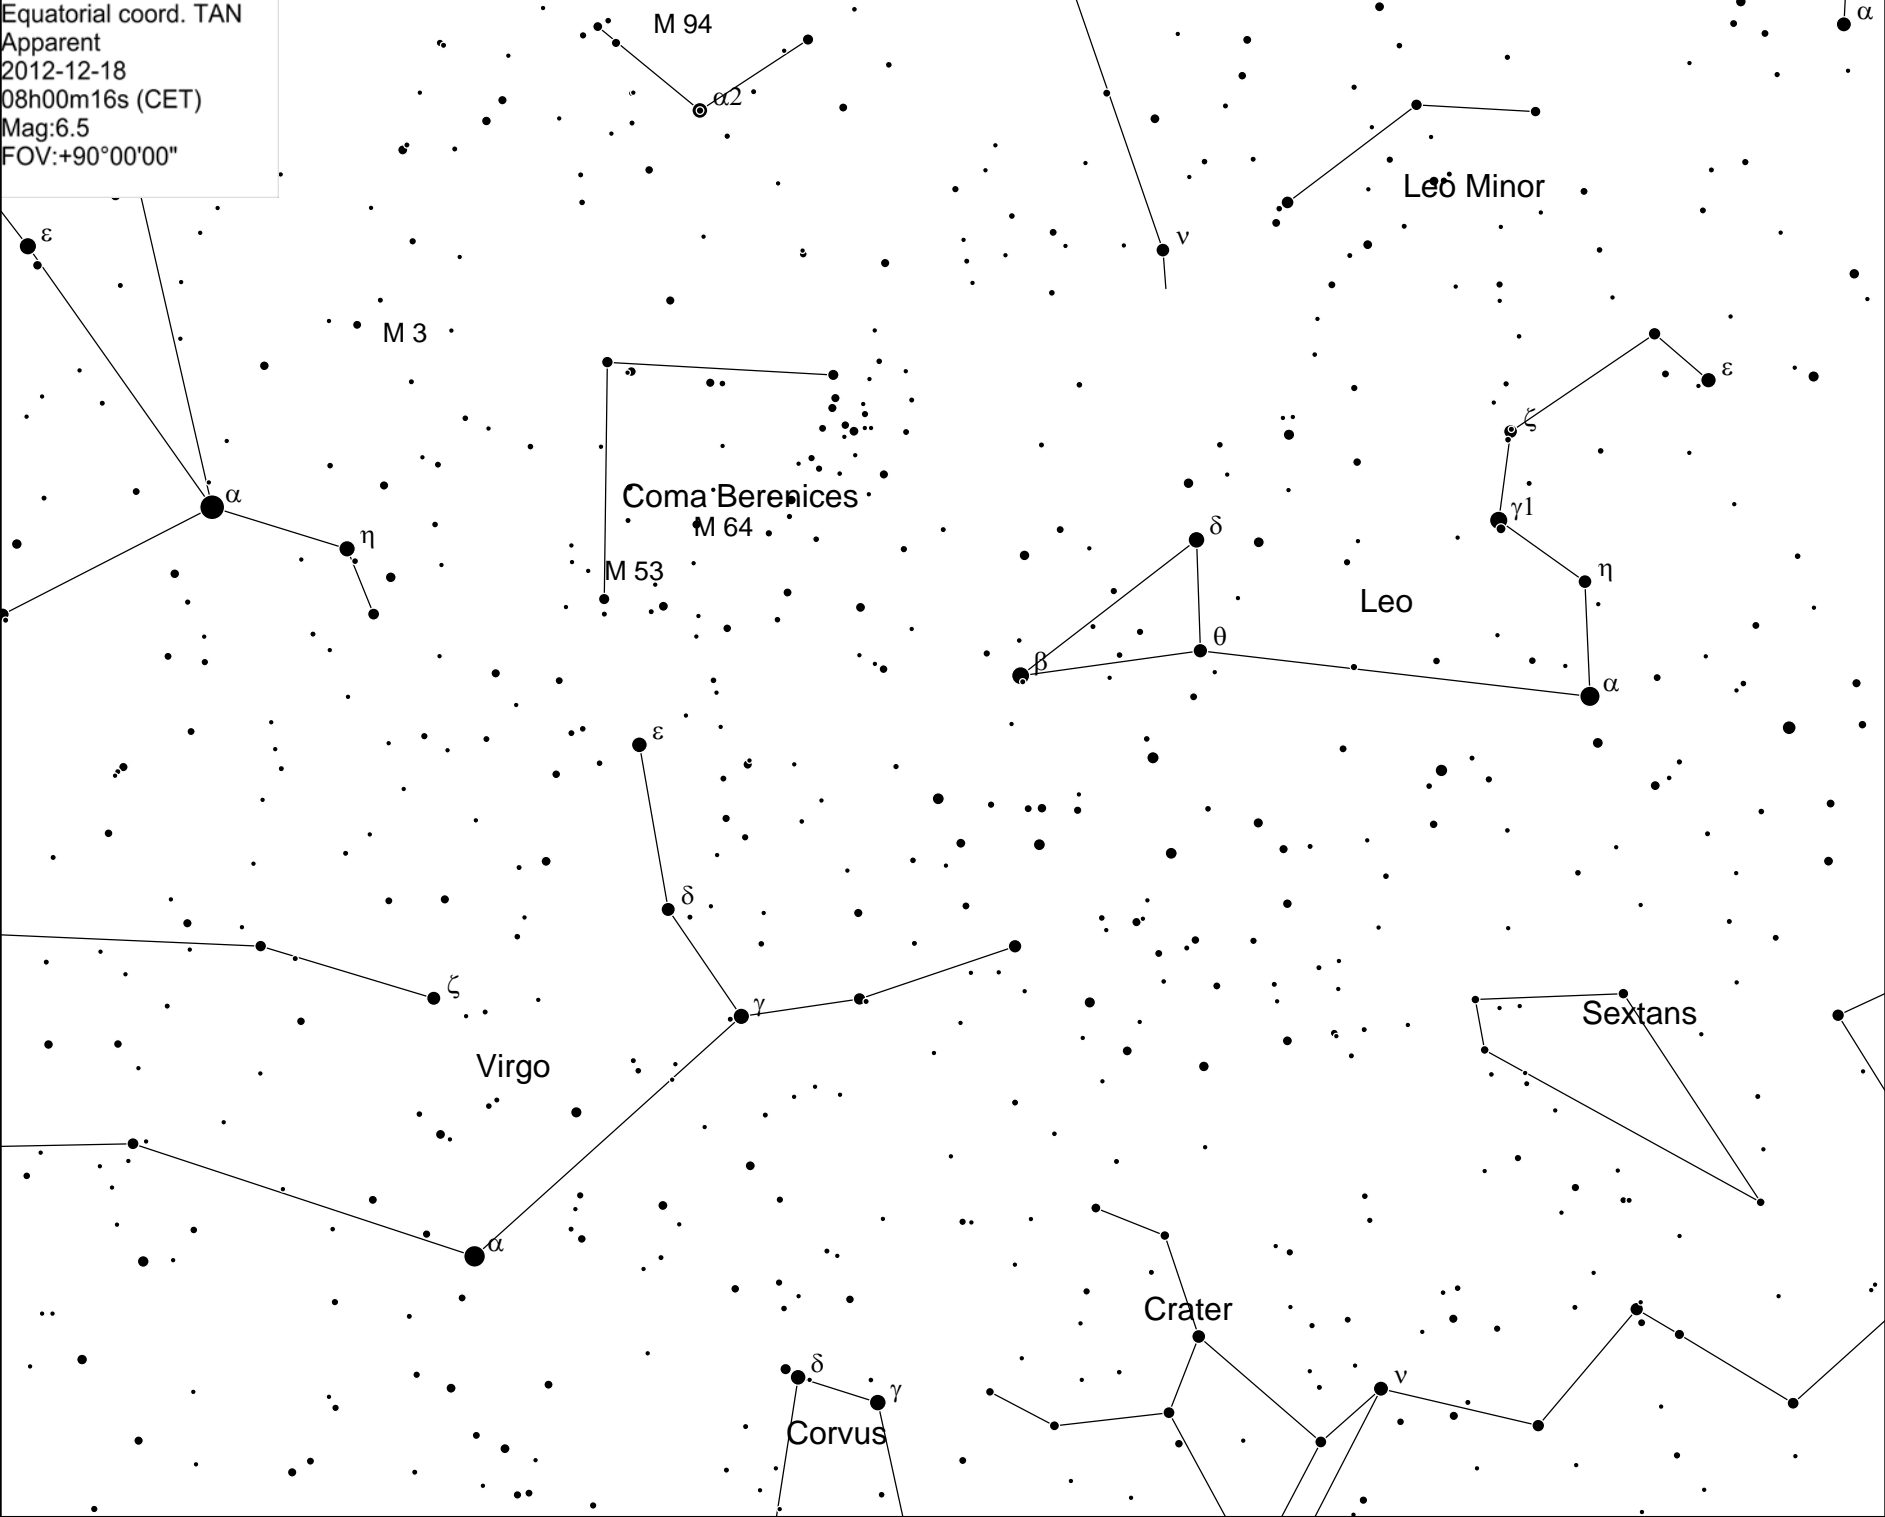 Equatorial coord. TAN
Apparent
2012-12-18
08h00m16s (CET)
Mag:6.5
FOV:+90°00'00"
M 94
α
α2
Leo Minor
ε
ν
M 3
ε
ζ
α
Coma Berenices
γ1
M 64
δ
η
M 53
η
Leo
θ
β
α
ε
δ
ζ
γ
Sextans
Virgo
α
Crater
δ
ν
γ
Corvus